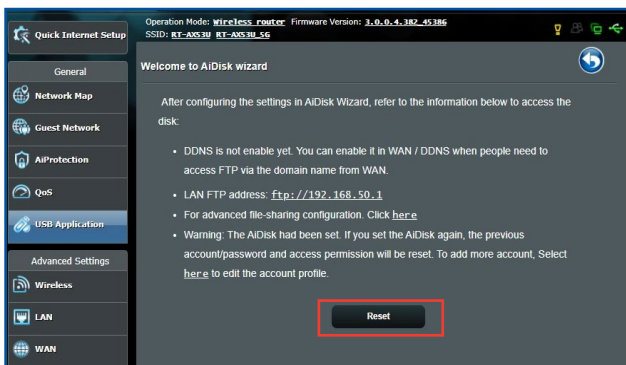 Quick Internet Setup
General
Network Map
Guest Network
AiProtection
QoS
USB Application
Advanced Settings
Wireless
LAN
WAN
Operation Mode: Wireless router Firmware Version: 3.0.0.4.382_45386
SSID: RT-AX53U RT-AX53U_5G
Welcome to AiDisk wizard
After configuring the settings in AiDisk Wizard, refer to the information below to access the
disk:
• DDNS is not enable yet. You can enable it in WAN / DDNS when people need to
access FTP via the domain name from WAN.
• LAN FTP address: ftp://192.168.50.1
• For advanced file-sharing configuration. Click here
• Warning: The AiDisk had been set. If you set the AiDisk again, the previous
account/password and access permission will be reset. To add more account, Select
here to edit the account profile.
Reset